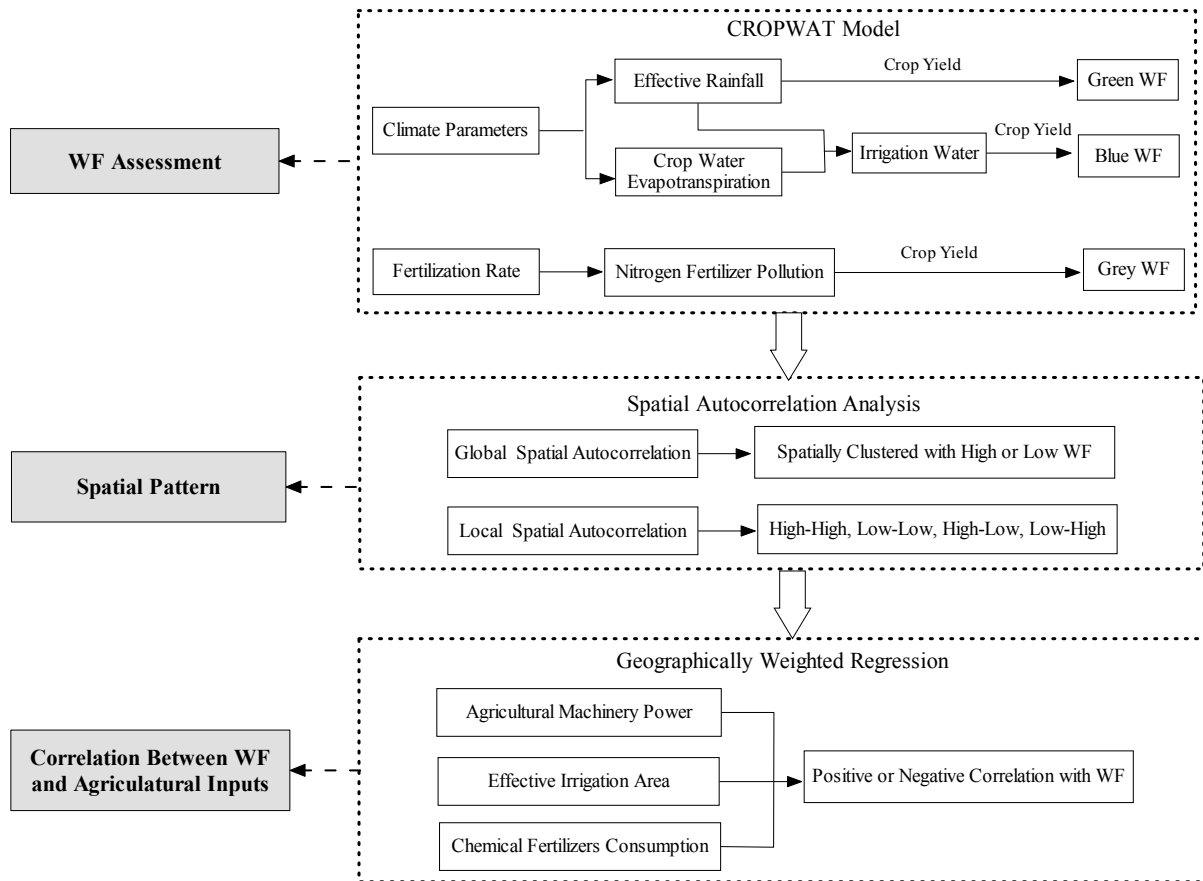 CROPWAT Model
Crop Yield
Effective Rainfall
Green WF
Climate Parameters
Crop Yield
WF Assessment
Crop Water
Evapotranspiration
Irrigation Water
Blue WF
Crop Yield
Fertilization Rate
Nitrogen Fertilizer Pollution
Grey WF
Spatial Autocorrelation Analysis
Global Spatial Autocorrelation
Spatially Clustered with High or Low WF
Spatial Pattern
Local Spatial Autocorrelation
High-High, Low-Low, High-Low, Low-High
Geographically Weighted Regression
Agricultural Machinery Power
Correlation Between WF
and Agriculatural Inputs
Effective Irrigation Area
Positive or Negative Correlation with WF
Chemical Fertilizers Consumption